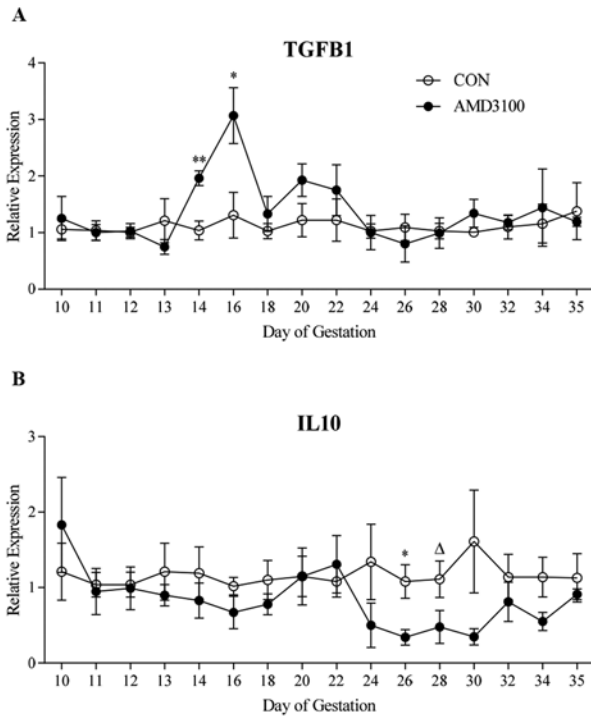 A
TGFB1
4
3
2
1
0
Relative Expression
CON
AMD3100
**
*
10 11 12 13 14 16 18 20 22 24 26 28 30 32 34 35
Day of Gestation
B
IL10
3
2
1
0
Relative Expression
* Δ
10 11 12 13 14 16 18 20 22 24 26 28 30 32 34 35
Day of Gestation